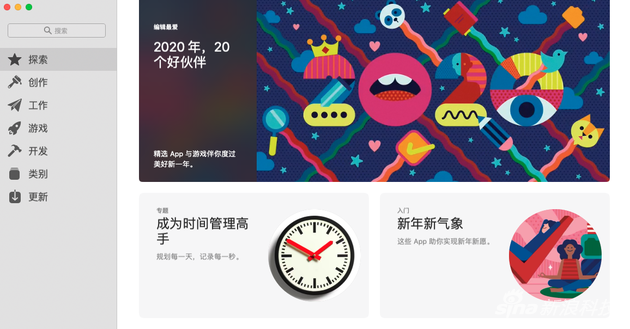 搜索
探索
创作
工作
游戏
开发
类别
更新
编辑最爱
2020 年，20
个好伙伴
精选 App 与游戏伴你度过
美好新一年。
专题
成为时间管理高
手
规划每一天，记录每一秒。
入门
新年新气象
这些 App 助你实现新年新愿。
sina新浪科技